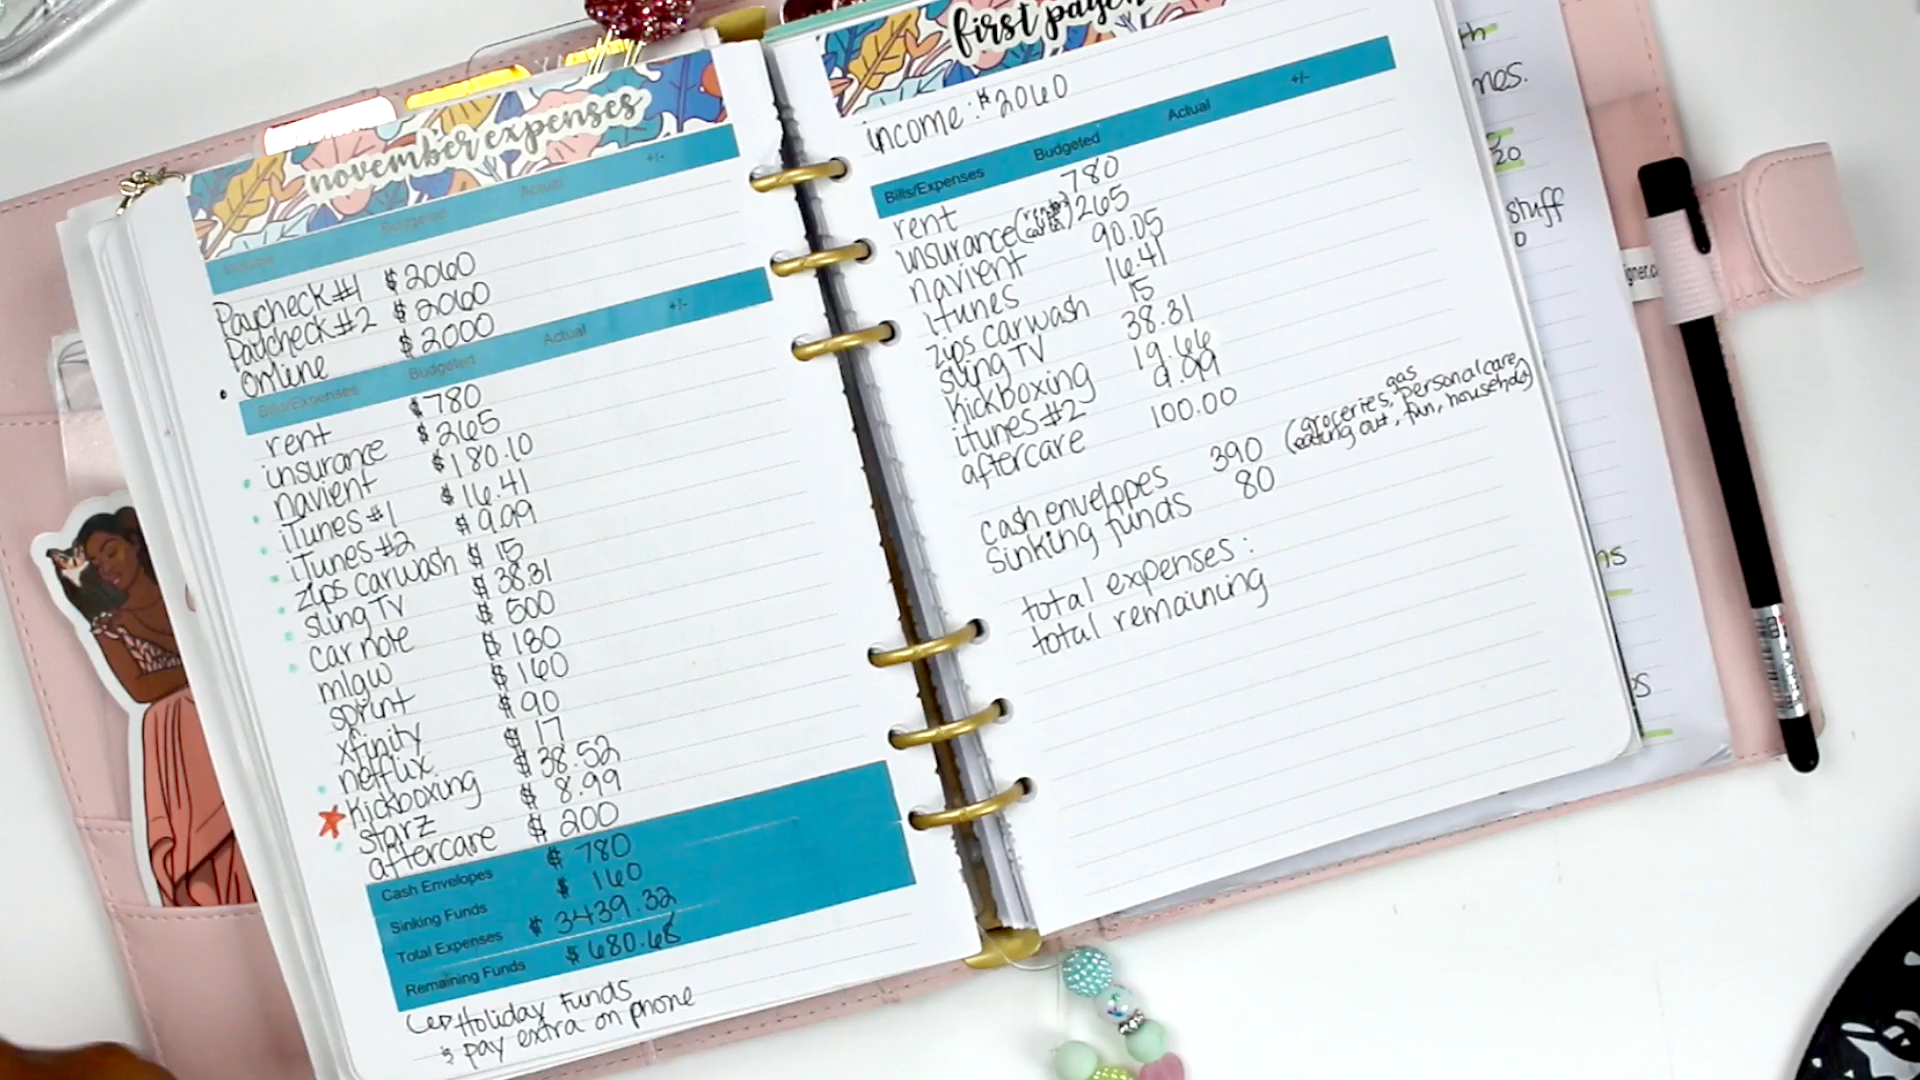 november expenses
Budgeted Actual +/-
Paycheck #1 $2060
Paycheck #2 $2060
online $2000
Bills/Expenses Budgeted Actual +/-
rent $780
insurance $265
navient $180.10
iTunes #1 $16.41
iTunes #2 $9.99
zips carwash $15
sling TV $38.31
car note $500
mlgw $180
sprint $160
xfinity $90
netflix $17
kickboxing $38.52
starz $8.99
aftercare $200
Cash Envelopes $780
Sinking Funds $160
Total Expenses $3439.32
Remaining Funds $680.68
Holiday Funds
& pay extra on phone
first
income: $2060
Bills/Expenses Budgeted Actual +/-
rent 780
insurance 265
navient 90.05
itunes 16.41
zips carwash 15
sling TV 38.31
kickboxing 19.66
itunes #2 9.99
aftercare 100.00
cash envelopes 390 (groceries, gas personal care, eating out, fun, household)
Sinking funds 80
total expenses:
total remaining
mos.
20
stuff